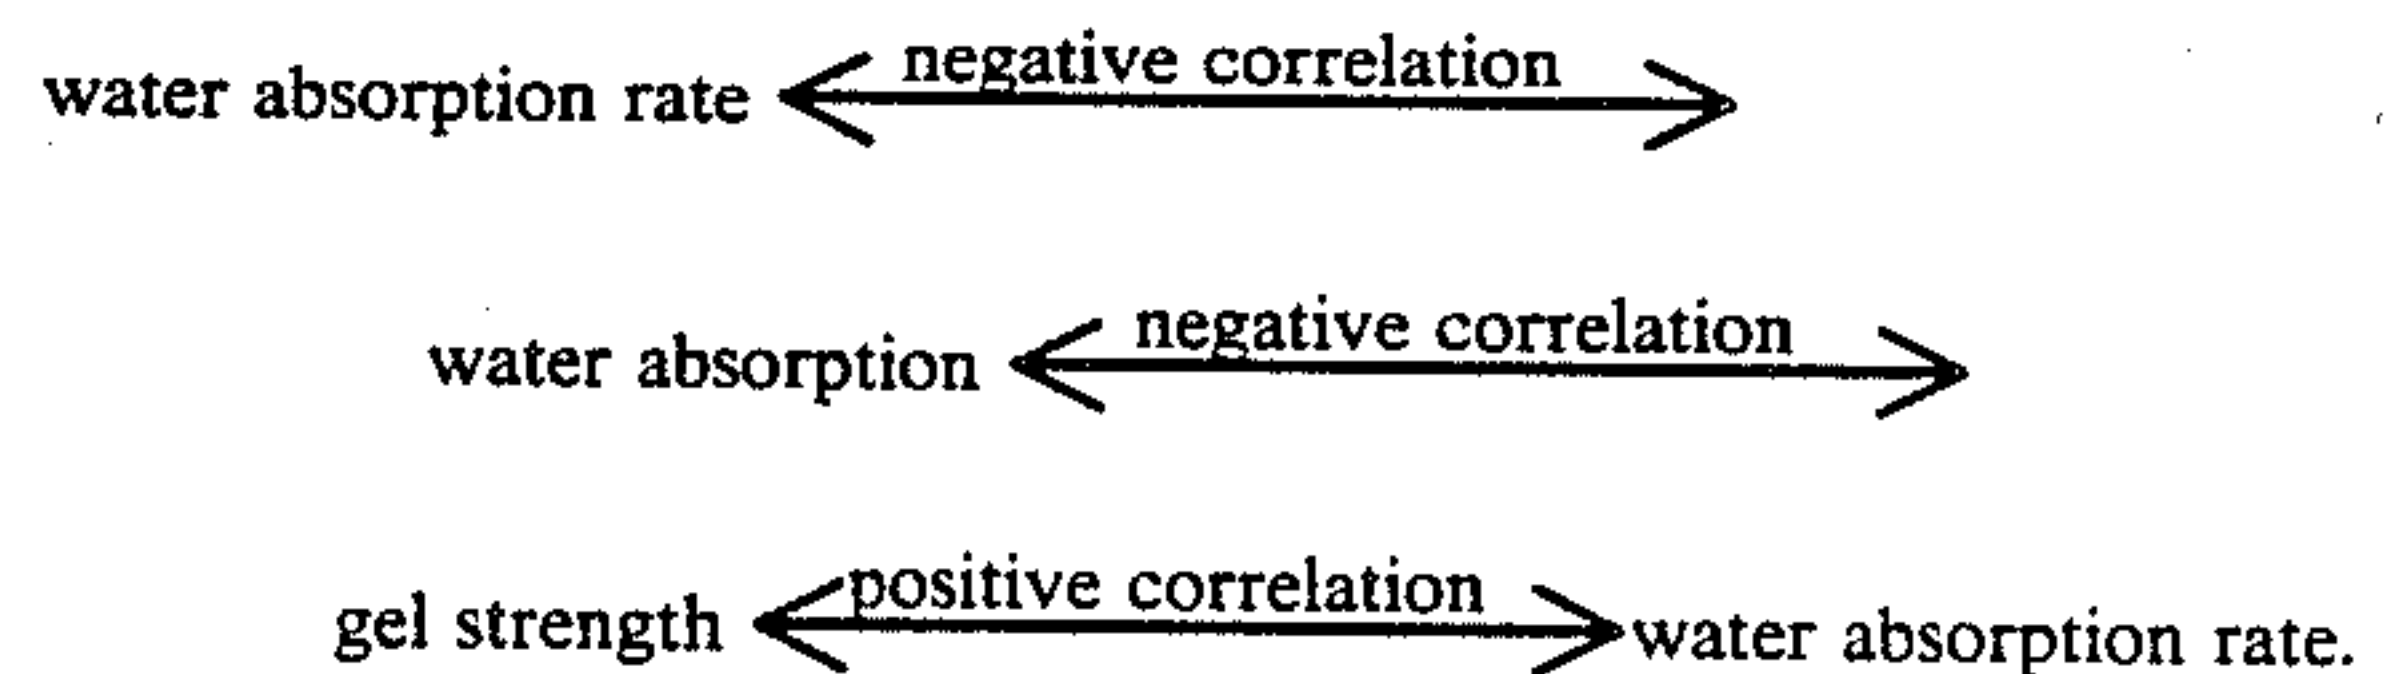 water absorption rate negative correlation
water absorption negative correlation
gel strength positive correlation water absorption rate.